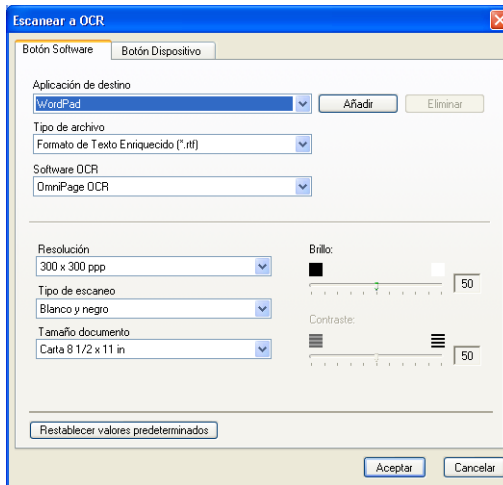 Escanear a OCR
Botón Software Botón Dispositivo
Aplicación de destino
WordPad Añadir Eliminar
Tipo de archivo
Formato de Texto Enriquecido (*.rtf)
Software OCR
OmniPage OCR
Resolución Brillo:
300 x 300 ppp 50
Tipo de escaneo
Blanco y negro
Tamaño documento Contraste:
Carta 8 1/2 x 11 in 50
Restablecer valores predeterminados
Aceptar Cancelar